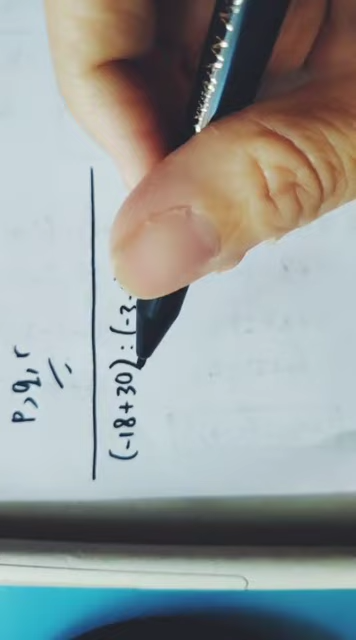 p, q, r
(-18+30) : (-3-